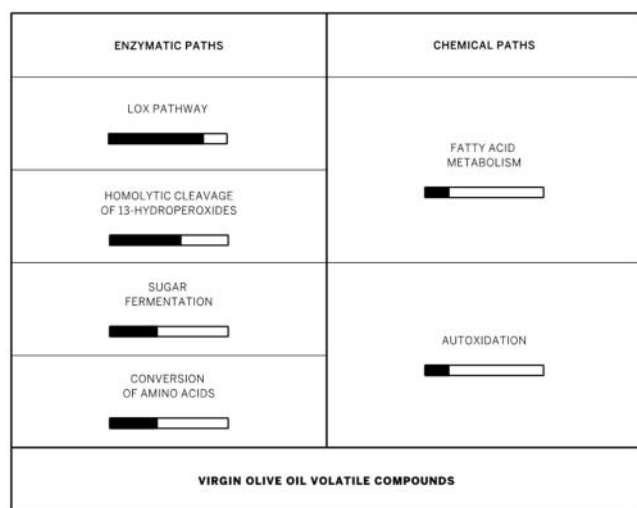 ENZYMATIC PATHS
CHEMICAL PATHS
LOX PATHWAY
HOMOLYTIC CLEAVAGE
OF 13-HYDROPEROXIDES
SUGAR
FERMENTATION
CONVERSION
OF AMINO ACIDS
FATTY ACID
METABOLISM
AUTOXIDATION
VIRGIN OLIVE OIL VOLATILE COMPOUNDS